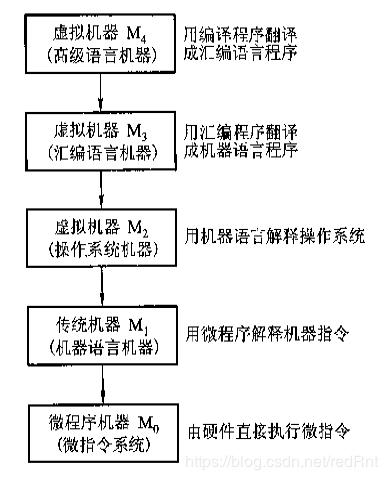 虚拟机器 M₄
(高级语言机器)
用编译程序翻译
成汇编语言程序
虚拟机器 M₃
(汇编语言机器)
用汇编程序翻译
成机器语言程序
虚拟机器 M₂
(操作系统机器)
用机器语言解释操作系统
传统机器 M₁
(机器语言机器)
用微程序解释机器指令
微程序机器 M₀
(微指令系统)
由硬件直接执行微指令
https://blog.csdn.net/redRnt